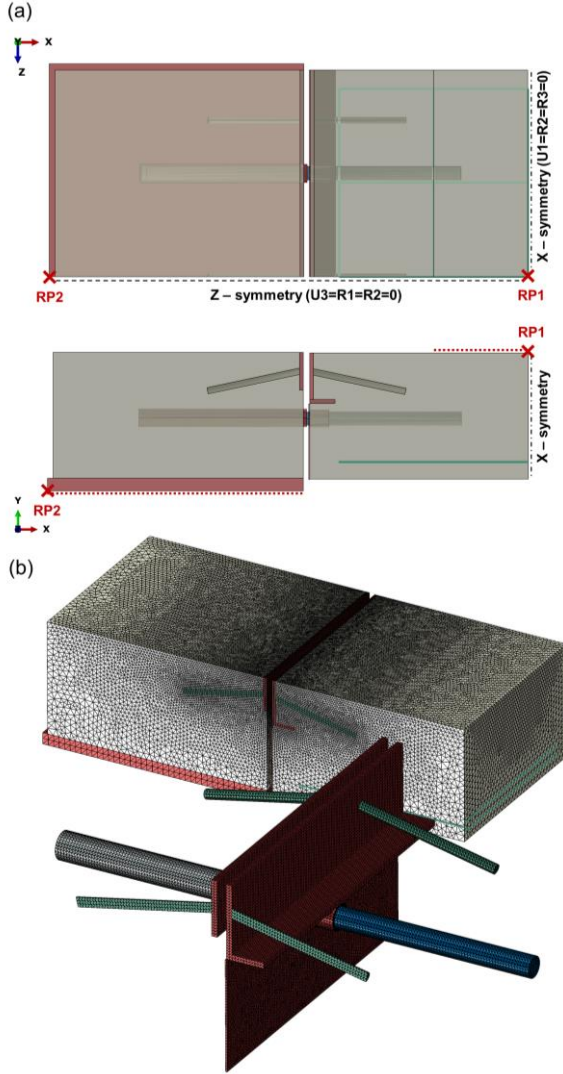 (a)
Y
X
Z
X – symmetry (U1=R2=R3=0)
RP2
Z – symmetry (U3=R1=R2=0)
RP1
RP1
X – symmetry
Y
RP2
X
(b)